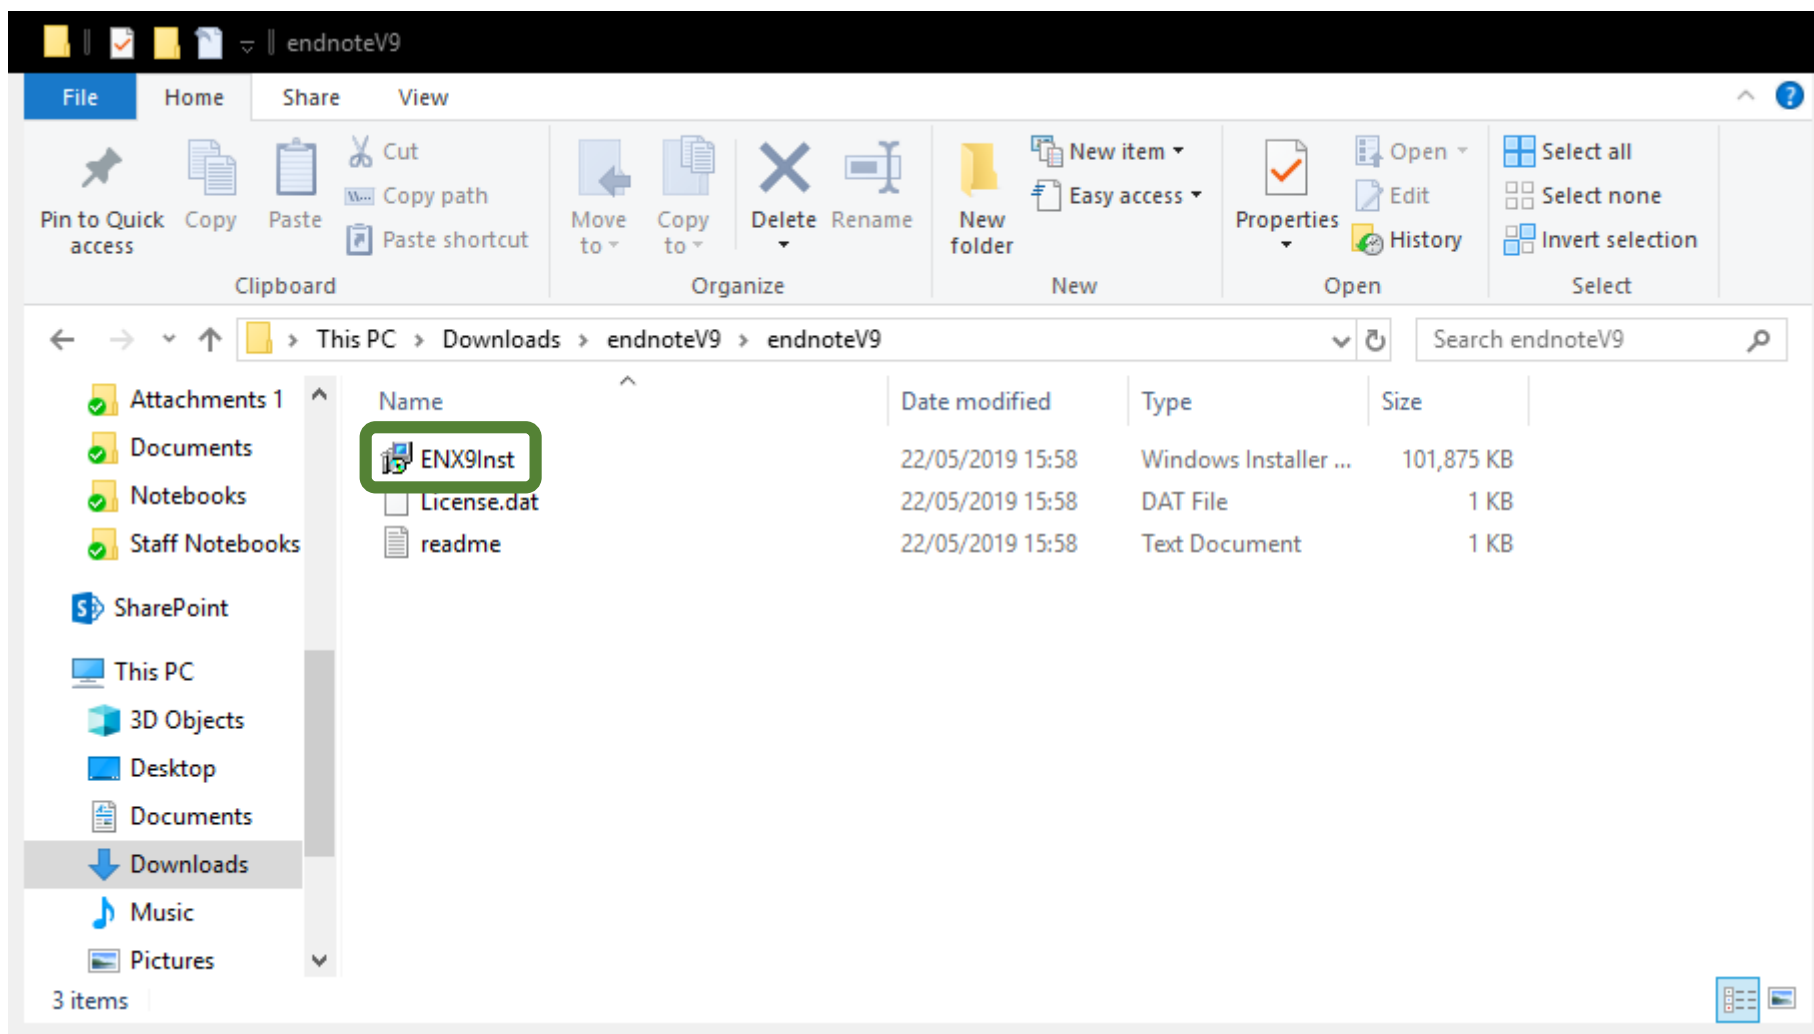 endnoteV9
File Home Share View
Pin to Quick access
Copy
Paste
Cut
Copy path
Paste shortcut
Clipboard
Move to
Copy to
Delete
Rename
Organize
New folder
New item
Easy access
New
Properties
Open
Edit
History
Open
Select all
Select none
Invert selection
Select
This PC > Downloads > endnoteV9 > endnoteV9
Search endnoteV9
Attachments 1
Documents
Notebooks
Staff Notebooks
SharePoint
This PC
3D Objects
Desktop
Documents
Downloads
Music
Pictures
Name Date modified Type Size
ENX9Inst 22/05/2019 15:58 Windows Installer ... 101,875 KB
License.dat 22/05/2019 15:58 DAT File 1 KB
readme 22/05/2019 15:58 Text Document 1 KB
3 items